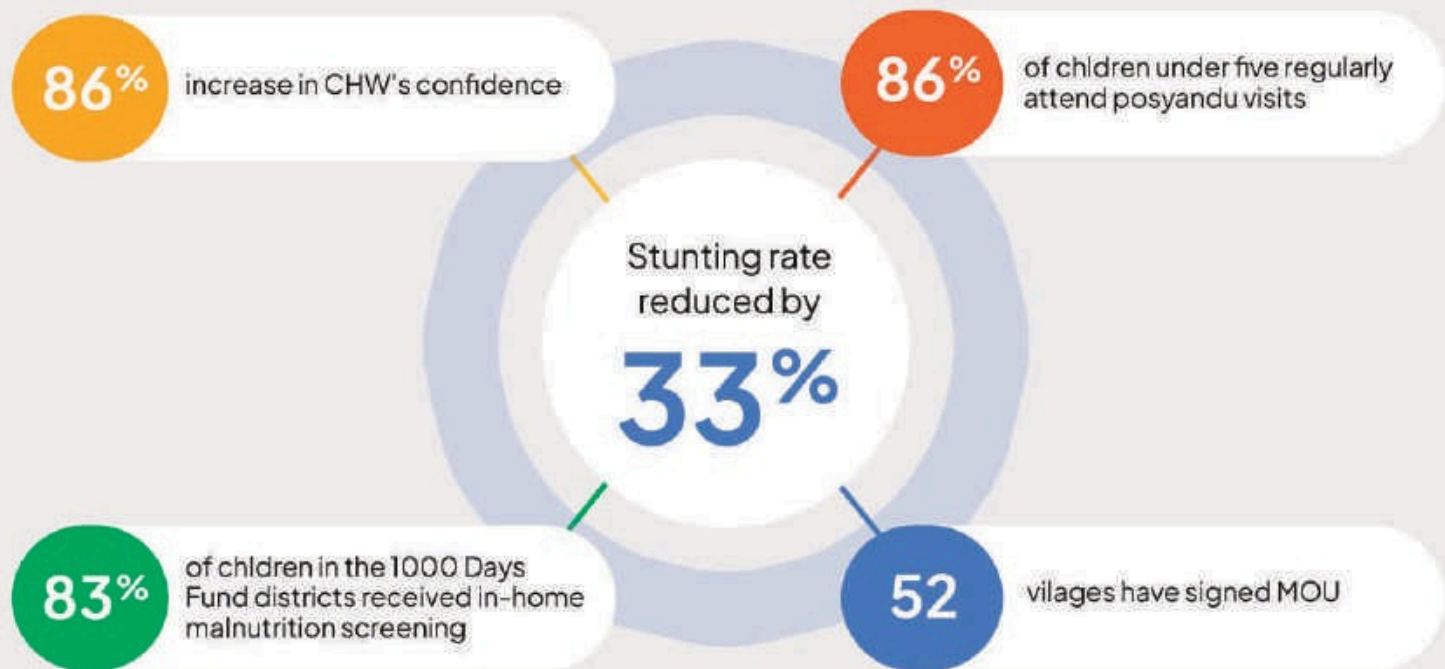 86%
increase in CHW's confidence
86%
of chldren under five regularly
attend posyandu visits
Stunting rate
reduced by
33%
83%
of chldren in the 1000 Days
Fund districts received in-home
malnutrition screening
52
vilages have signed MOU